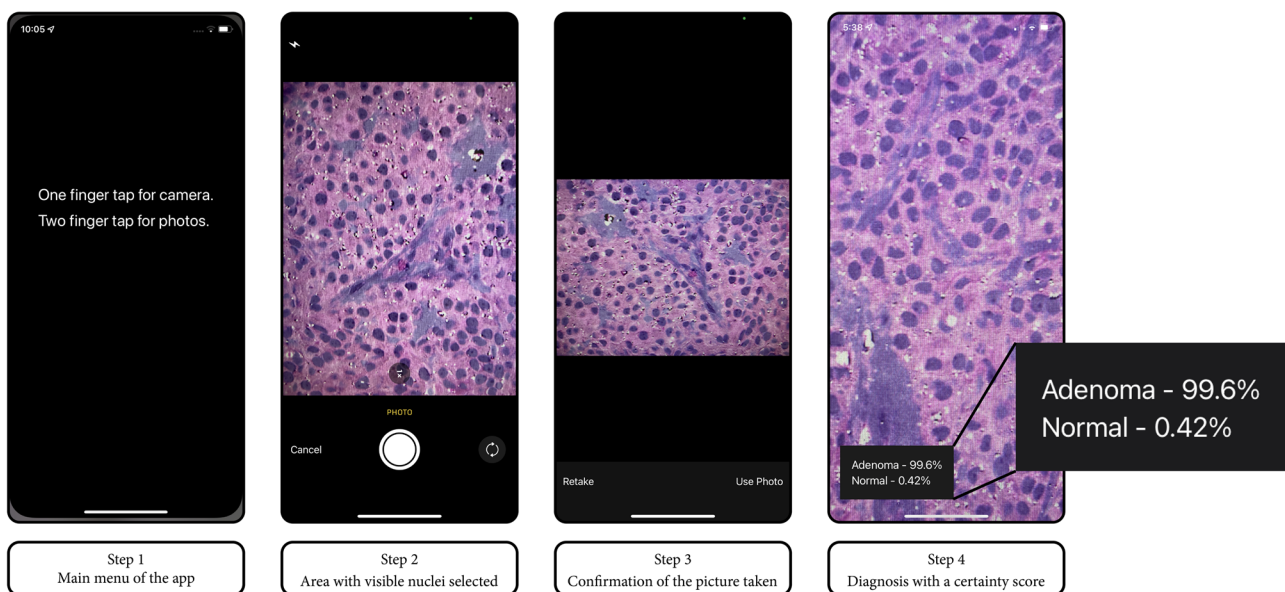 10:05
One finger tap for camera.
Two finger tap for photos.
1×
PHOTO
Cancel
Retake
Use Photo
5:38
Adenoma - 99.6%
Normal - 0.42%
Adenoma - 99.6%
Normal - 0.42%
Step 1
Main menu of the app
Step 2
Area with visible nuclei selected
Step 3
Confirmation of the picture taken
Step 4
Diagnosis with a certainty score